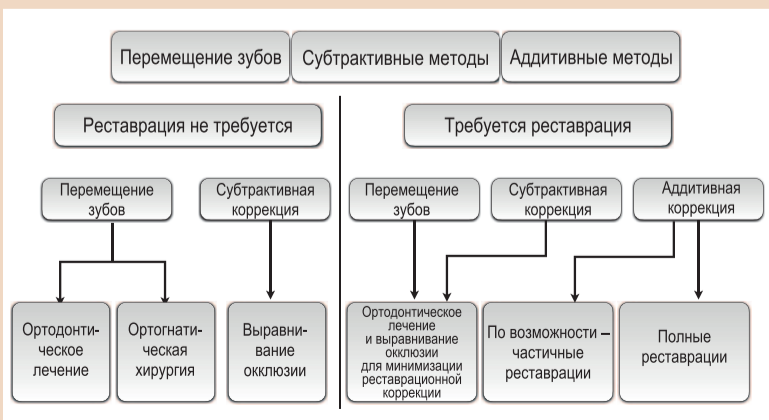 Перемещение зубов
Субтрактивные методы
Аддитивные методы
Реставрация не требуется
Требуется реставрация
Перемещение
зубов
Субтрактивная
коррекция
Перемещение
зубов
Субтрактивная
коррекция
Аддитивная
коррекция
Ортодонти-
ческое
лечение
Ортогнати-
ческая
хирургия
Выравни-
вание
окклюзии
Ортодонтическое
лечение
и выравнивание
окклюзии
для минимизации
реставрационной
коррекции
По возможности –
частичные
реставрации
Полные
реставрации